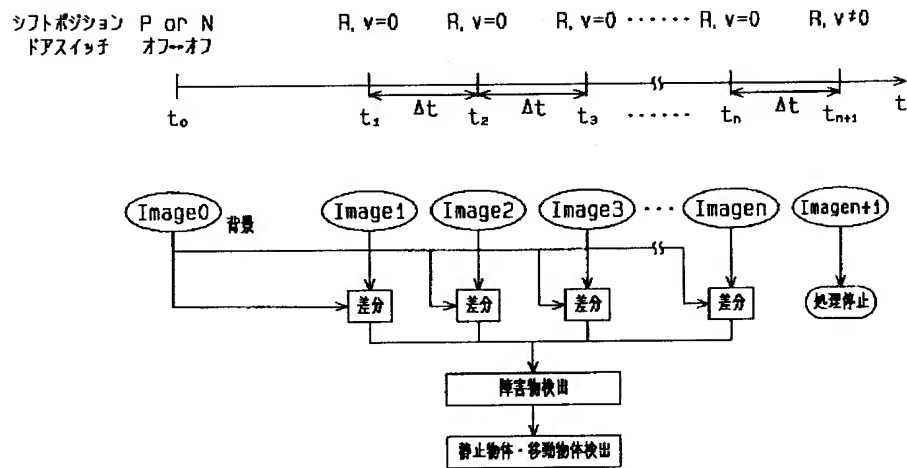 シフトポジション P or N R, v=0 R, v=0 R, v=0 ...... R, v=0 R, v≠0
ドアスイッチ オフ↔オフ
Δt Δt Δt t
t₀ t₁ t₂ t₃ ...... tₙ tₙ₊₁
Image0 Image1 Image2 Image3 ... Imagen Imagen+1
背景
差分 差分 差分 差分 処理停止
障害物検出
静止物体・移動物体検出